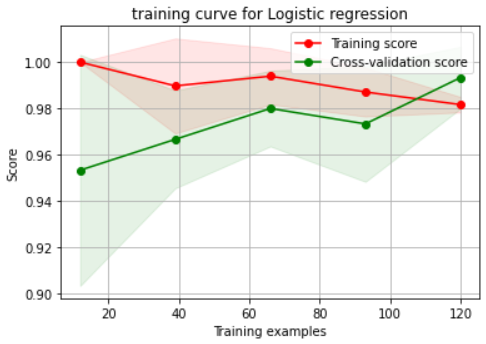 training curve for Logistic regression
Training score
Cross-validation score
1.00
0.98
0.96
0.94
0.92
0.90
Score
20
40
60
80
100
120
Training examples